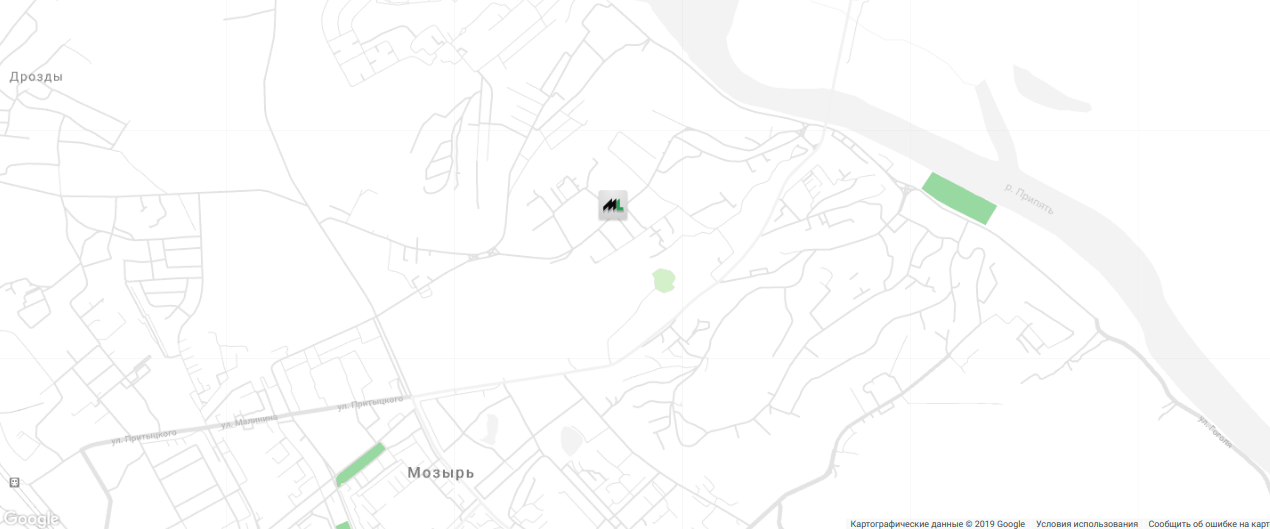 Дрозды
ML
р. Припять
ул. Притыцкого
ул. Малинина
ул. Притыцкого
ул. Гоголя
Мозырь
Google
Картографические данные © 2019 Google Условия использования Сообщить об ошибке на карт